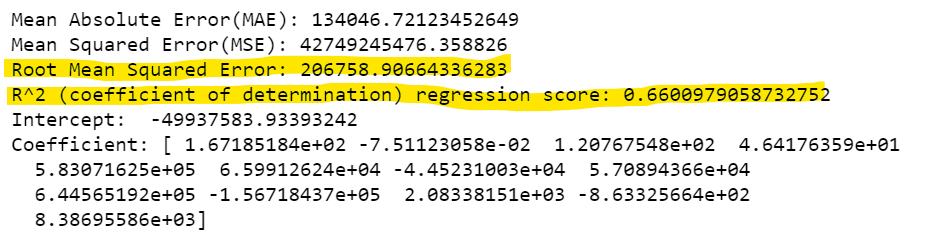 Mean Absolute Error(MAE): 134046.72123452649
Mean Squared Error(MSE): 42749245476.358826
Root Mean Squared Error: 206758.90664336283
R^2 (coefficient of determination) regression score: 0.6600979058732752
Intercept:  -49937583.93393242
Coefficient: [ 1.67185184e+02 -7.51123058e-02  1.20767548e+02  4.64176359e+01
  5.83071625e+05  6.59912624e+04 -4.45231003e+04  5.70894366e+04
  6.44565192e+05 -1.56718437e+05  2.08338151e+03 -8.63325664e+02
  8.38695586e+03]